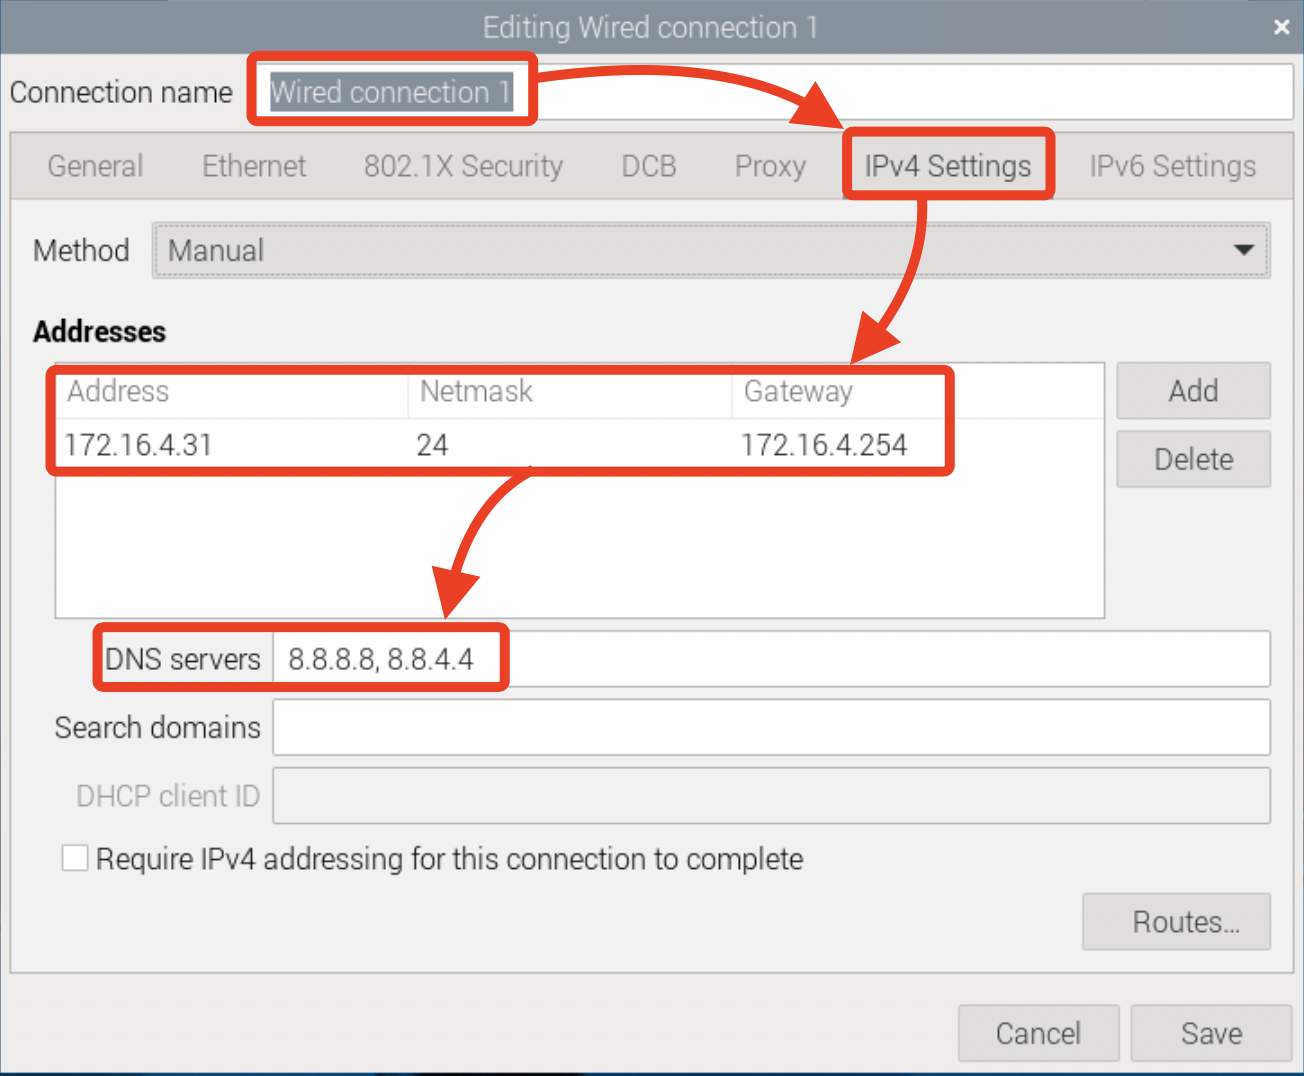 Editing Wired connection 1
Connection name Wired connection 1
General Ethernet 802.1X Security DCB Proxy IPv4 Settings IPv6 Settings
Method Manual
Addresses
Address Netmask Gateway Add
172.16.4.31 24 172.16.4.254 Delete
DNS servers 8.8.8.8, 8.8.4.4
Search domains
DHCP client ID
Require IPv4 addressing for this connection to complete
Routes...
Cancel Save